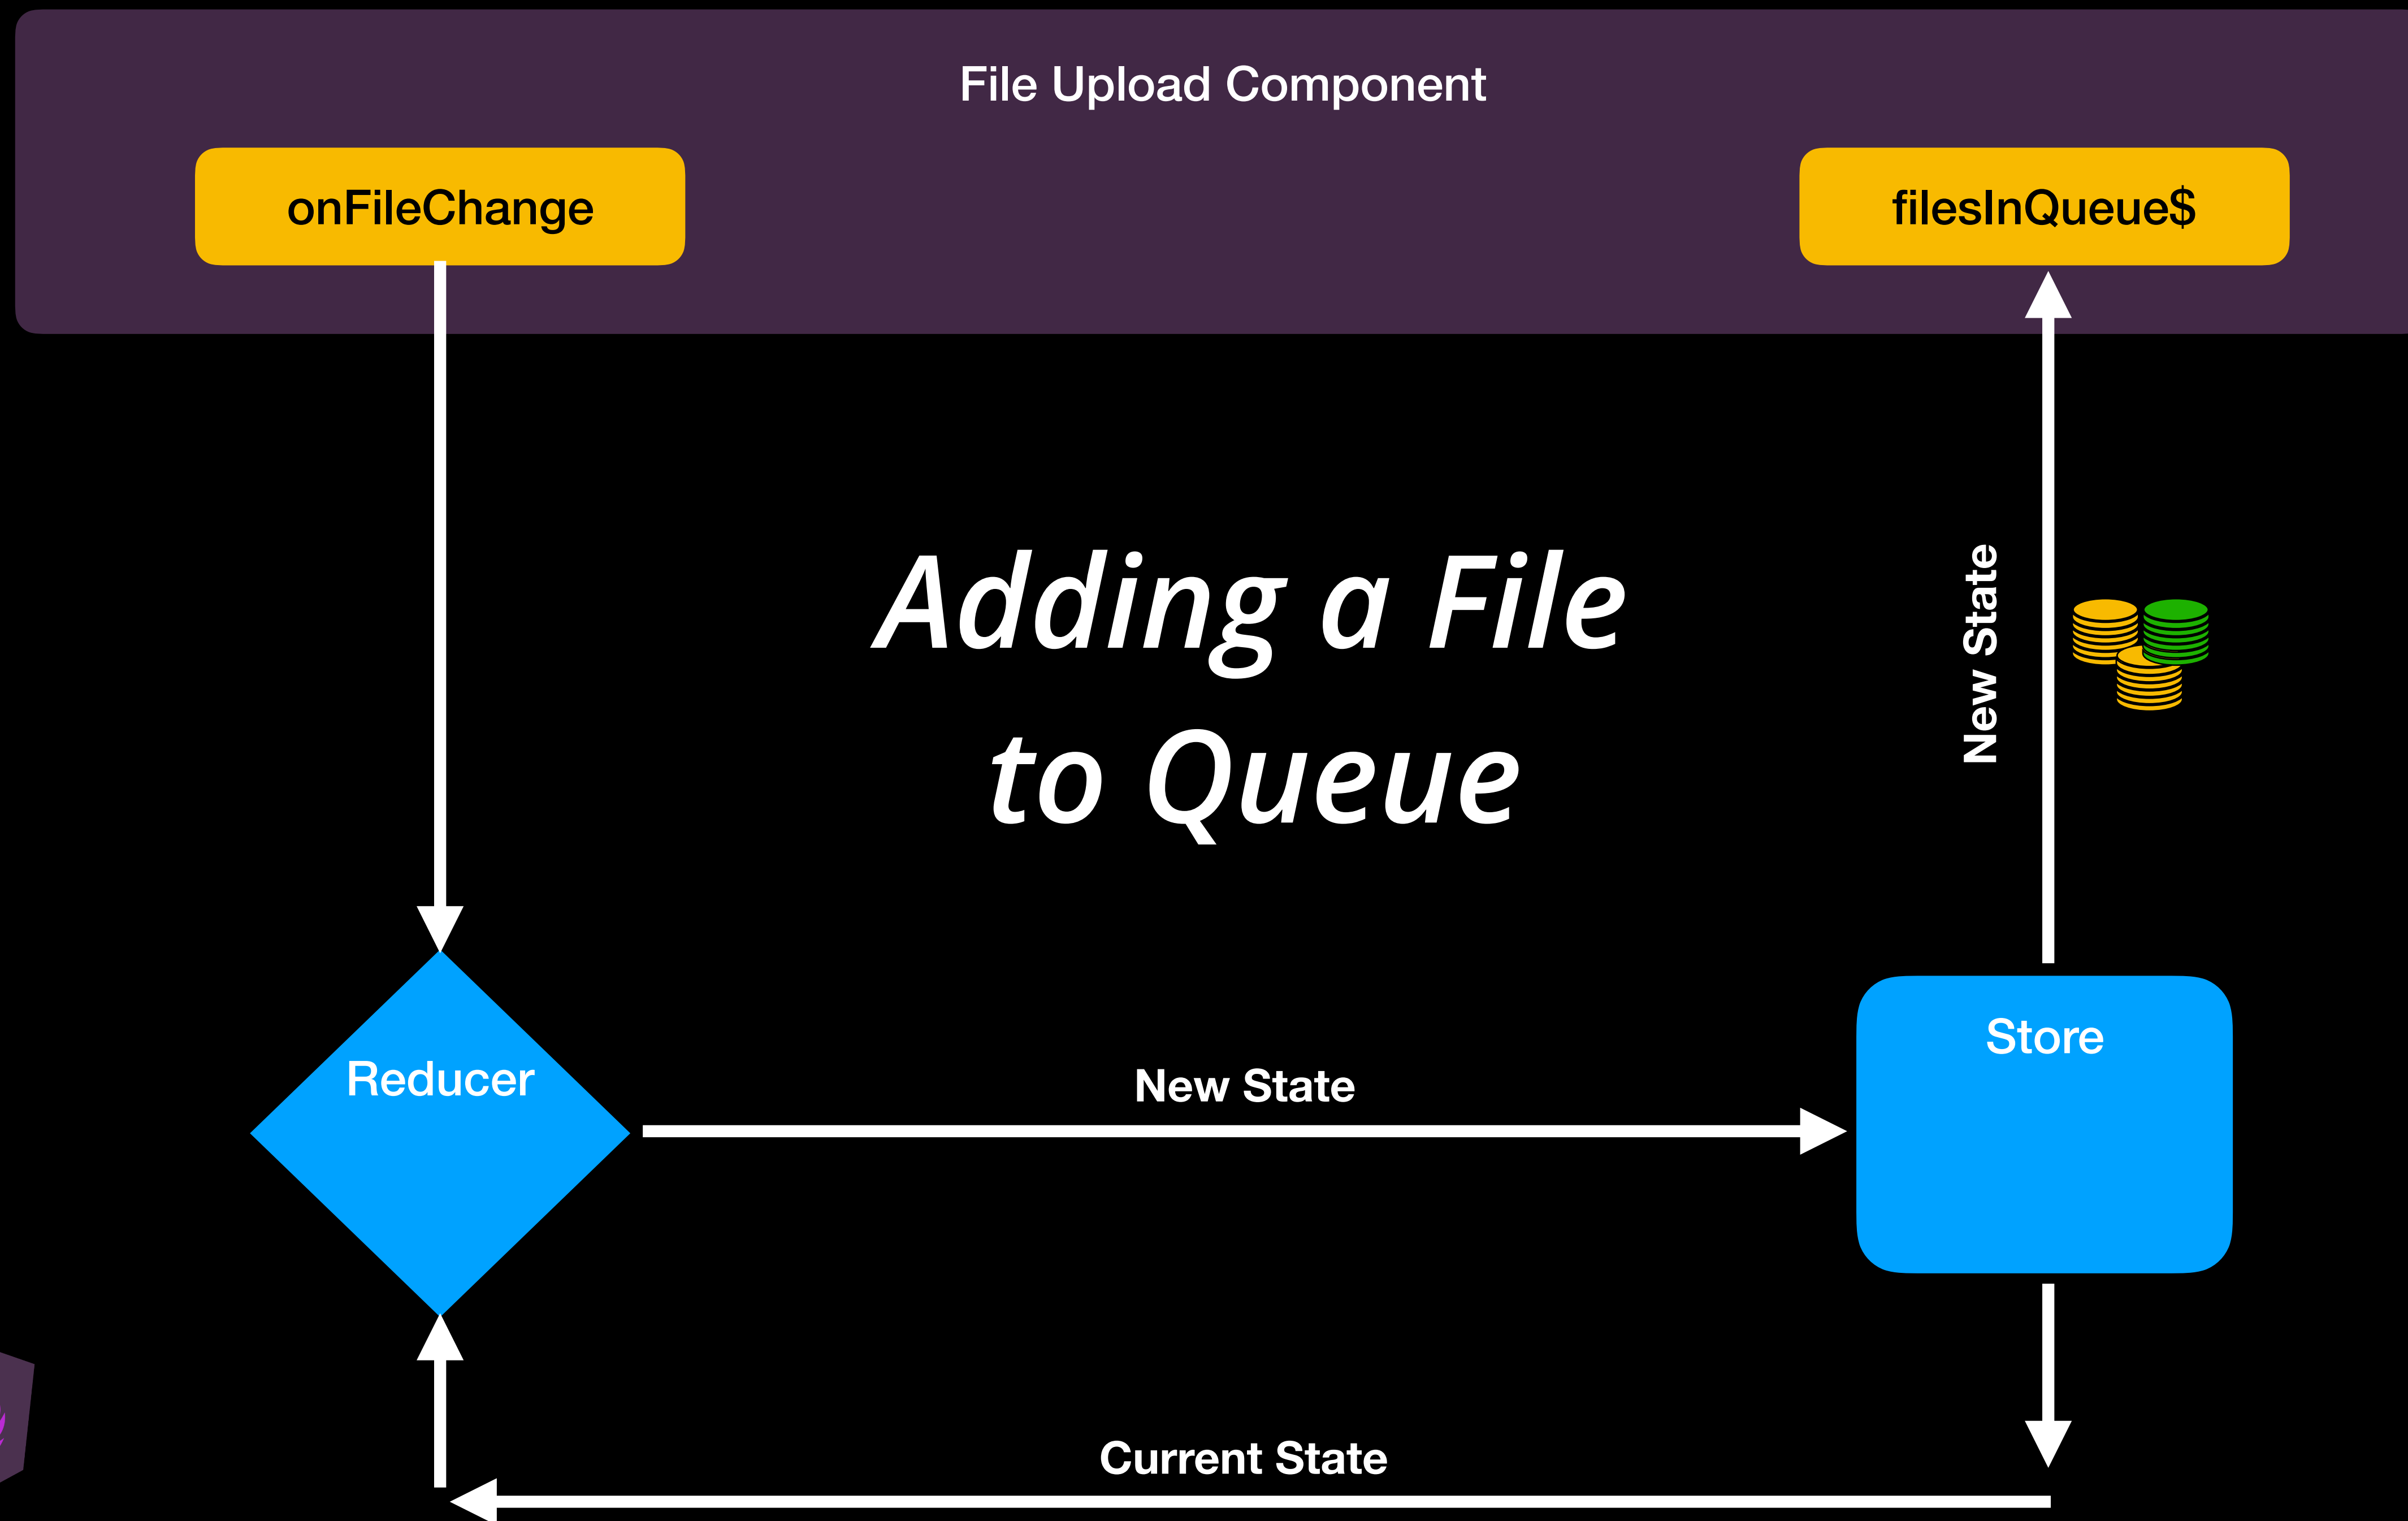 File Upload Component
onFileChange
filesInQueue$
Adding a File
to Queue
New State
Reducer
New State
Store
Current State